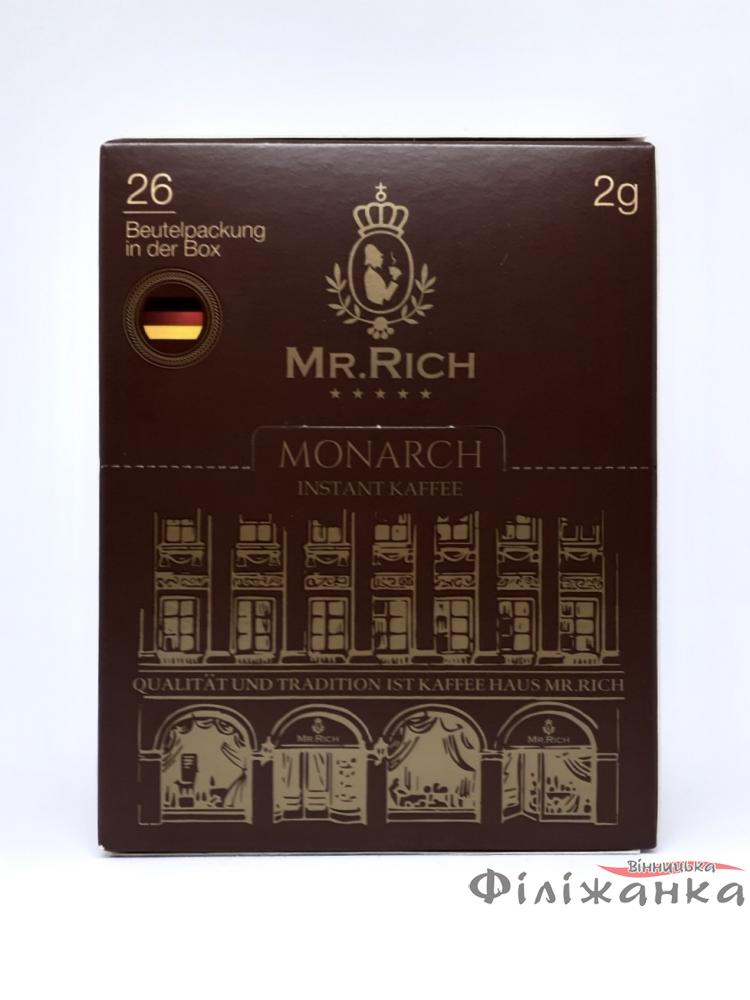 26
Beutelpackung
in der Box
2g
MR.RICH
MONARCH
INSTANT KAFFEE
QUALITÄT UND TRADITION IST KAFFEE HAUS MR.RICH
MR.RICH
MR.RICH
Вінницька
Філіжанка